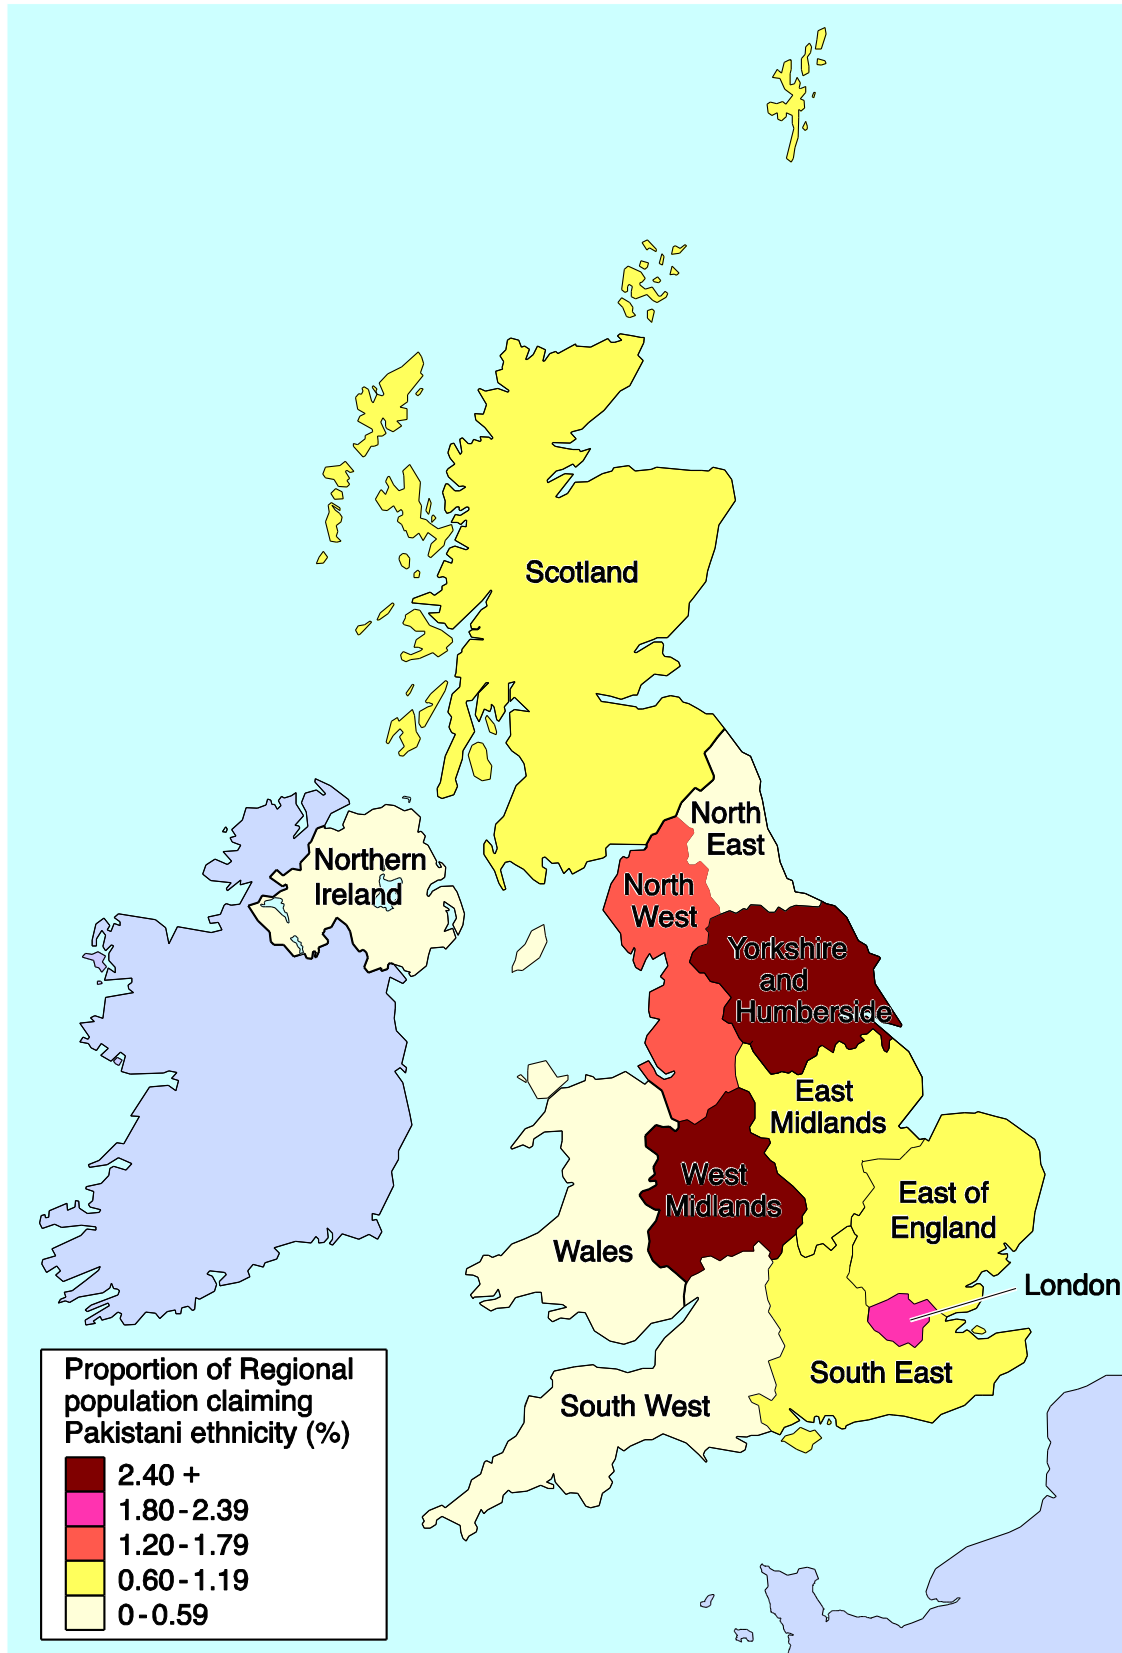 Scotland
North
East
Northern
Ireland
North
West
Yorkshire
and
Humberside
East
Midlands
West
Midlands
East of
England
Wales
London
South East
South West
Proportion of Regional
population claiming
Pakistani ethnicity (%)
2.40 +
1.80 - 2.39
1.20 - 1.79
0.60 - 1.19
0 - 0.59